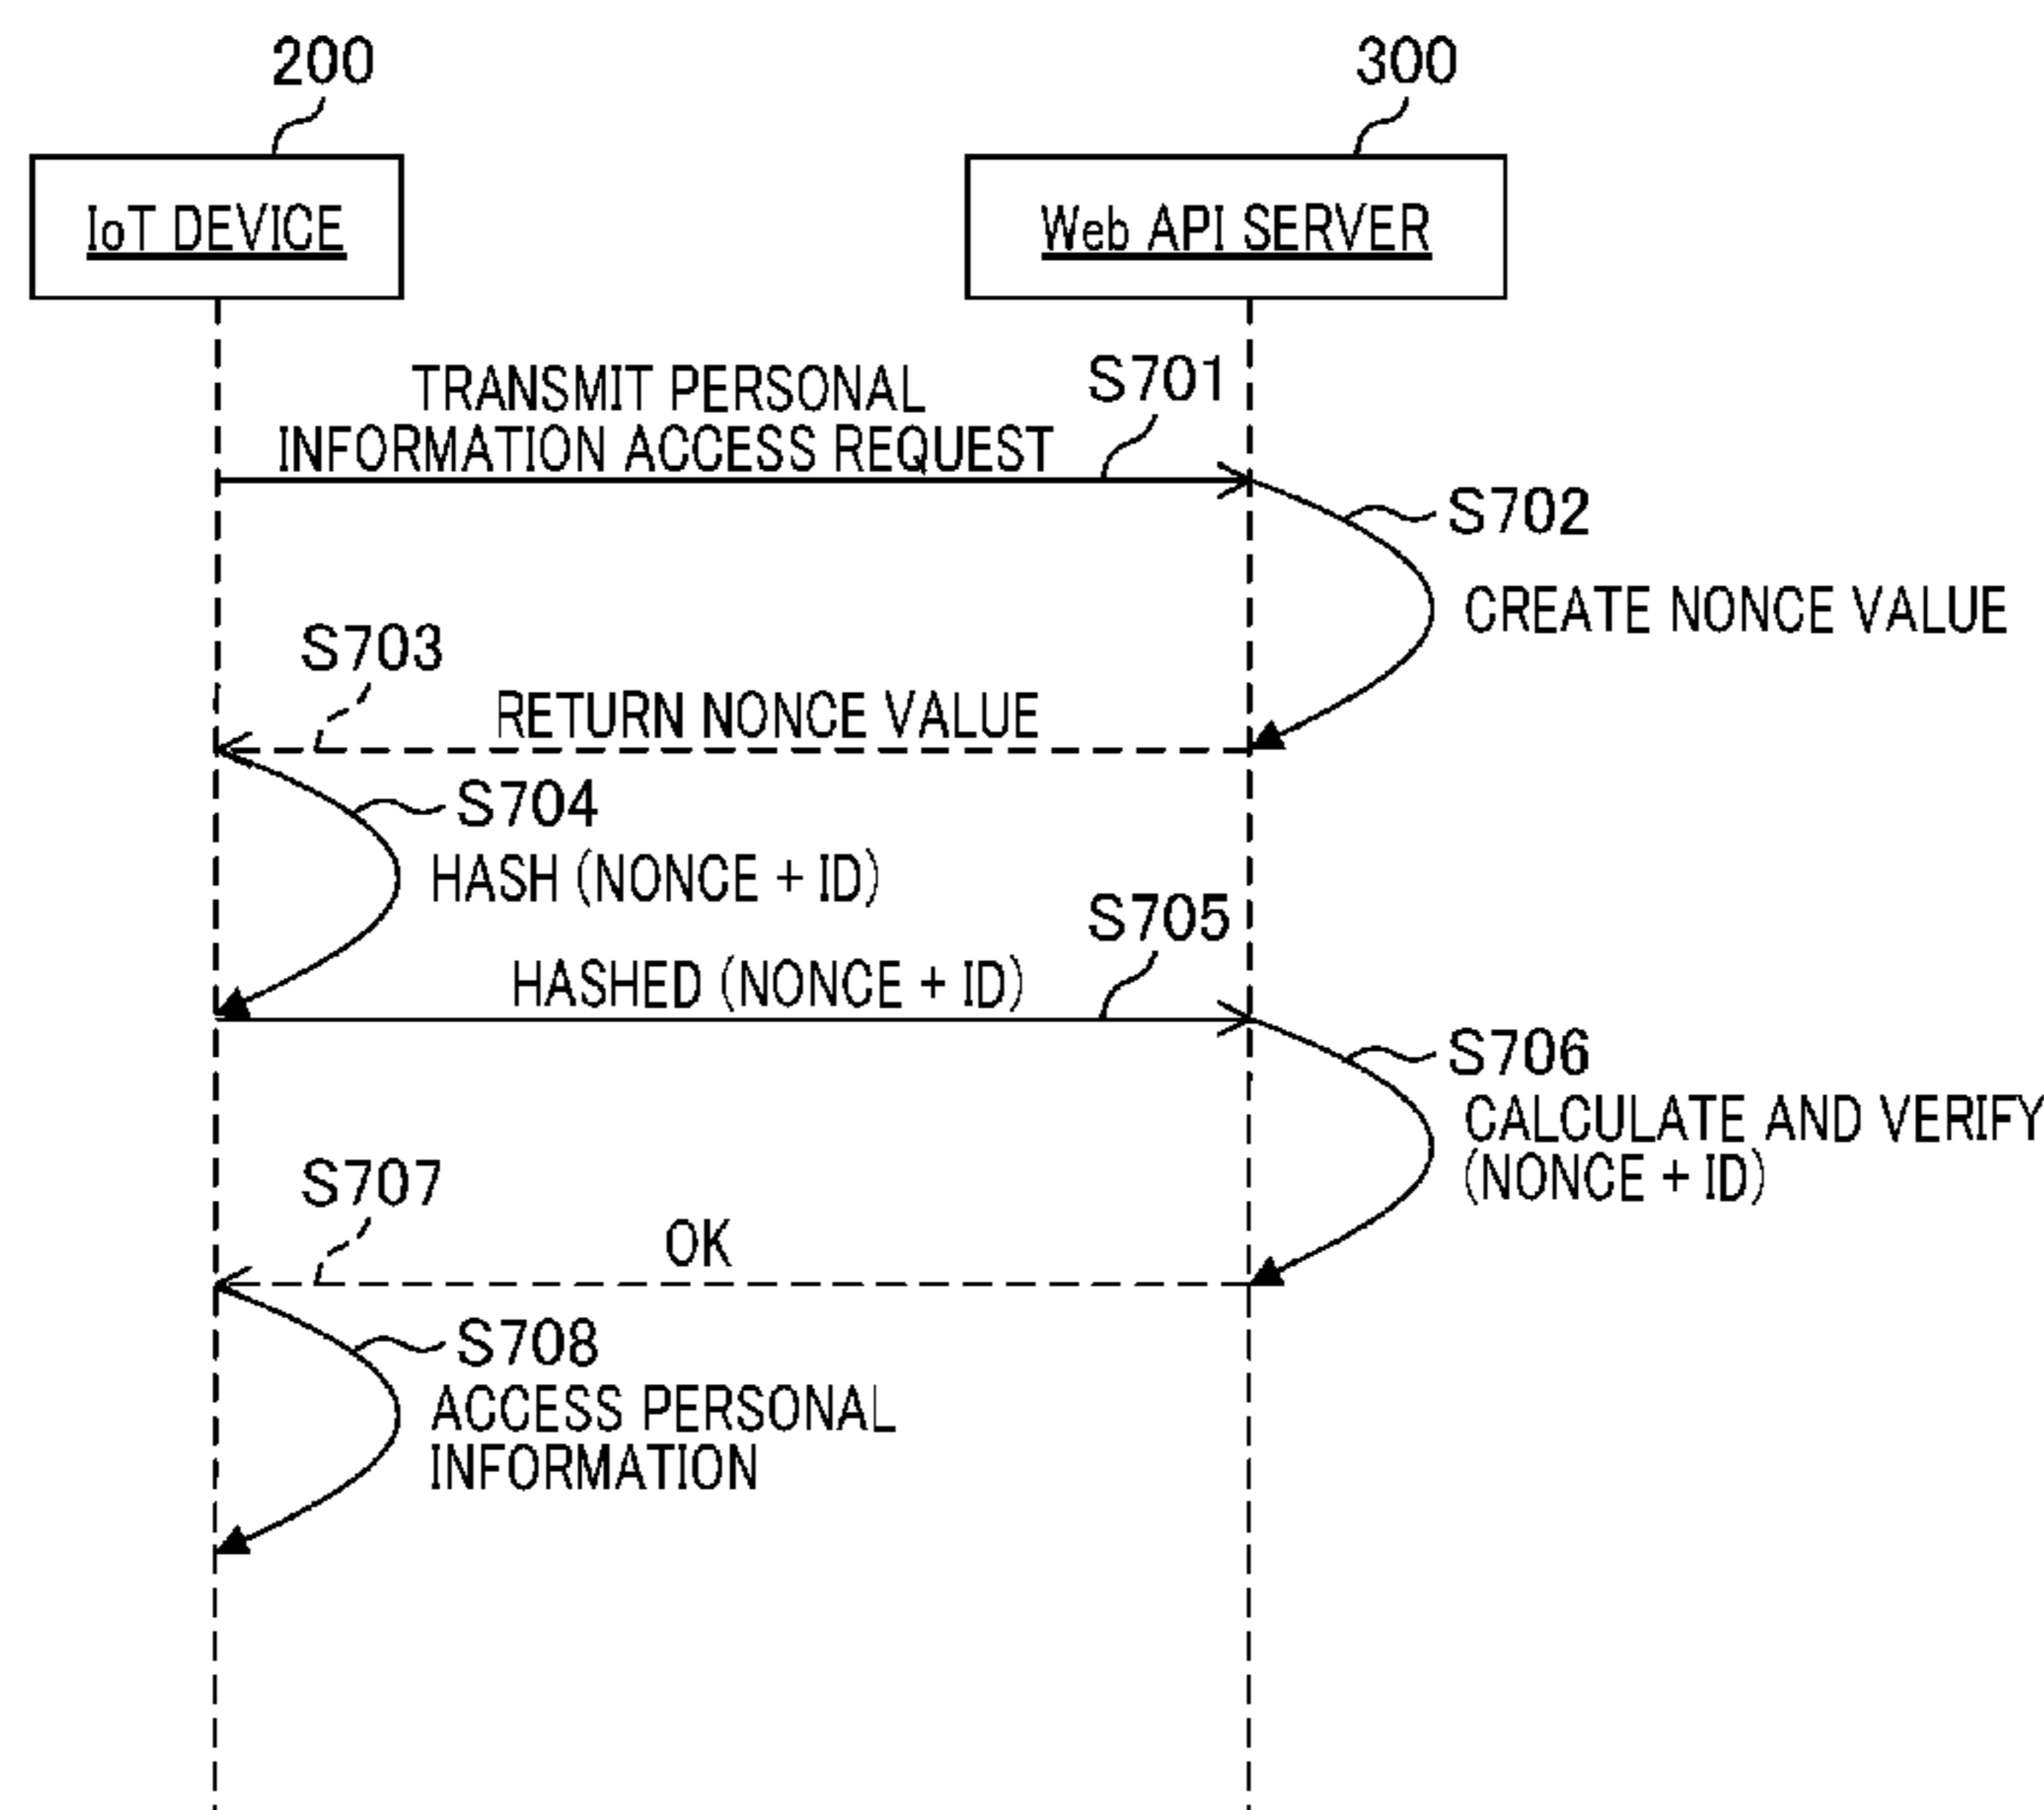 200
300
IoT DEVICE
Web API SERVER
TRANSMIT PERSONAL
INFORMATION ACCESS REQUEST
S701
S702
CREATE NONCE VALUE
S703
RETURN NONCE VALUE
S704
HASH (NONCE + ID)
S705
HASHED (NONCE + ID)
S706
CALCULATE AND VERIFY
(NONCE + ID)
S707
OK
S708
ACCESS PERSONAL
INFORMATION